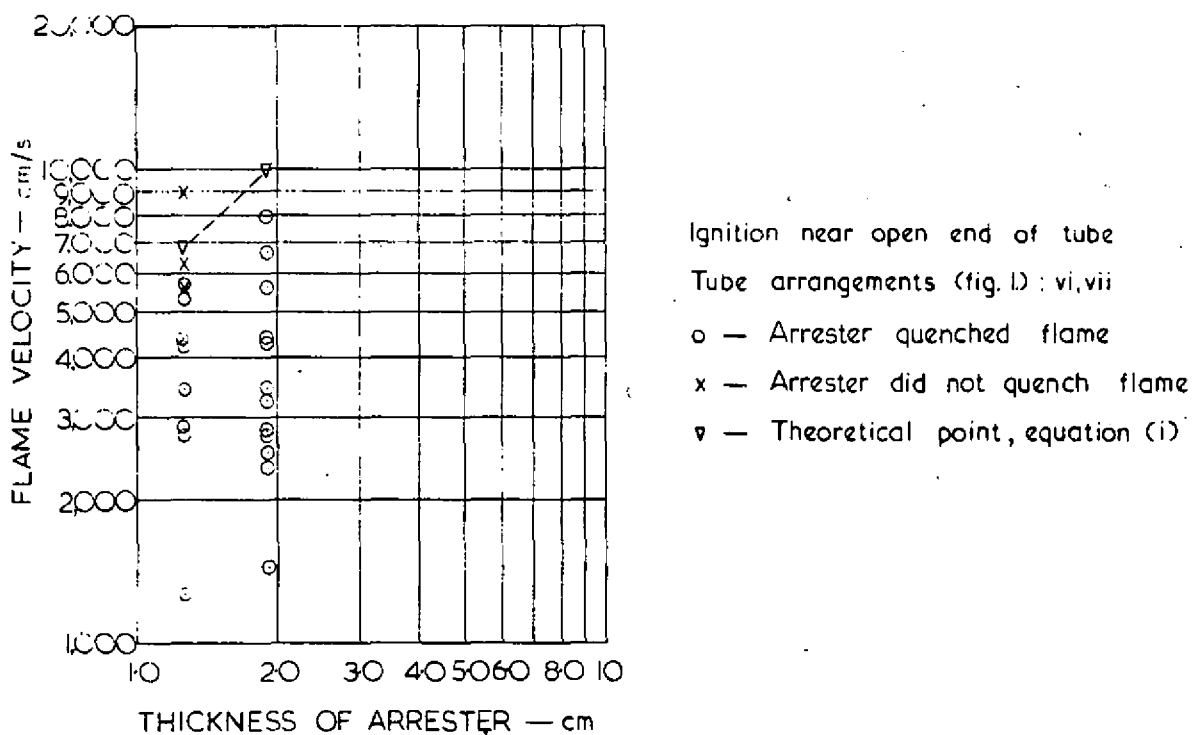 10,000
9,000
8,000
7,000
6,000
5,000
4,000
3,000
2,000
1,000
FLAME VELOCITY — cm/s
1·0 2·0 3·0 4·0 5·0 6·0 8·0 10
THICKNESS OF ARRESTER — cm
Ignition near open end of tube
Tube arrangements (fig. 1.) : vi, vii
o — Arrester quenched flame
x — Arrester did not quench flame
▿ — Theoretical point, equation (i)